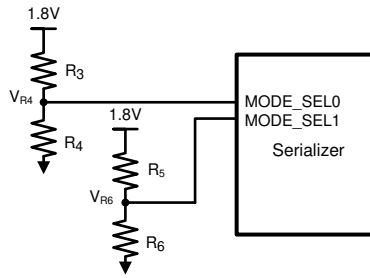 1.8V
R3
VR4
R4
1.8V
R5
VR6
R6
MODE_SEL0
MODE_SEL1
Serializer